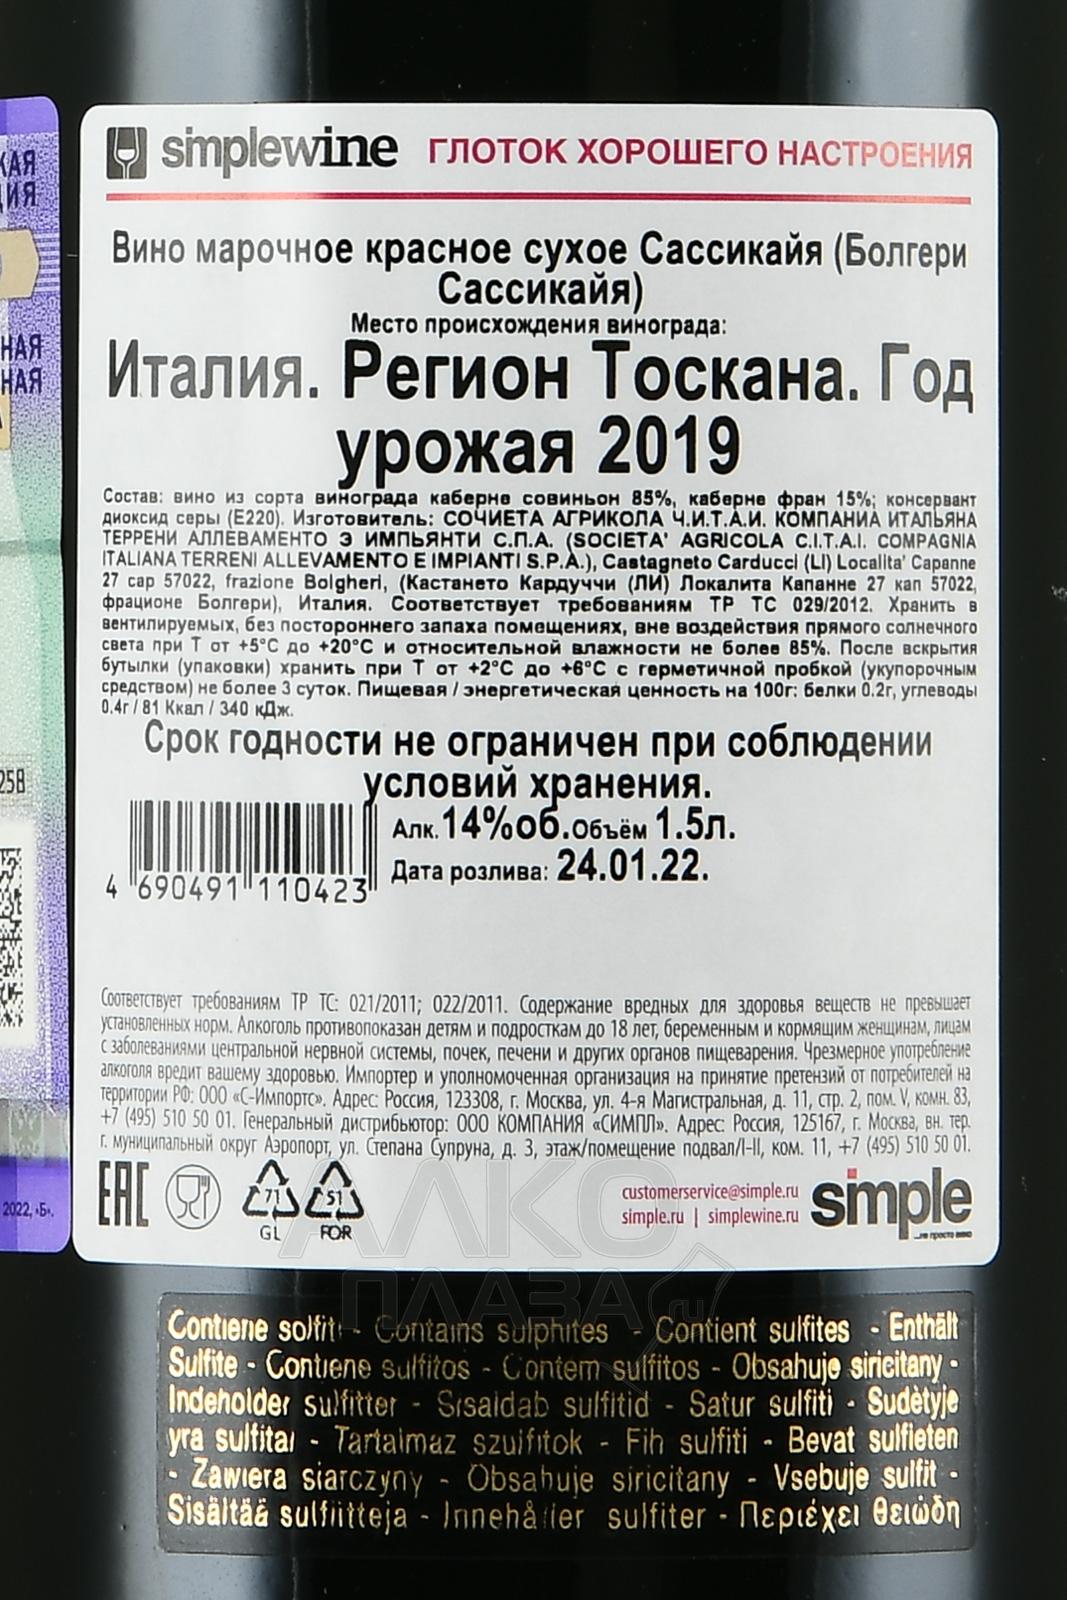 КАЯ
ЦИЯ
НАЯ
НАЯ
25В
2022, «Б».
simplewine ГЛОТОК ХОРОШЕГО НАСТРОЕНИЯ
Вино марочное красное сухое Сассикайя (Болгери
Сассикайя)
Место происхождения винограда:
Италия. Регион Тоскана. Год
урожая 2019
Состав: вино из сорта винограда каберне совиньон 85%, каберне фран 15%; консервант
диоксид серы (Е220). Изготовитель: СОЧИЕТА АГРИКОЛА Ч.И.Т.А.И. КОМПАНИА ИТАЛЬЯНА
ТЕРРЕНИ АЛЛЕВАМЕНТО Э ИМПЬЯНТИ С.П.А. (SOCIETA' AGRICOLA C.I.T.A.I. COMPAGNIA
ITALIANA TERRENI ALLEVAMENTO E IMPIANTI S.P.A.), Castagneto Carducci (LI) Localita' Capanne
27 cap 57022, frazione Bolgheri, (Кастането Кардуччи (ЛИ) Локалита Капанне 27 кап 57022,
фрационе Болгери), Италия. Соответствует требованиям ТР ТС 029/2012. Хранить в
вентилируемых, без постороннего запаха помещениях, вне воздействия прямого солнечного
света при Т от +5°С до +20°С и относительной влажности не более 85%. После вскрытия
бутылки (упаковки) хранить при Т от +2°С до +6°С с герметичной пробкой (укупорочным
средством) не более 3 суток. Пищевая / энергетическая ценность на 100г: белки 0.2г, углеводы
0.4г / 81 Ккал / 340 кДж.
Срок годности не ограничен при соблюдении
условий хранения.
Алк. 14%об. Объём 1.5л.
Дата розлива: 24.01.22.
4 690491 110423
Соответствует требованиям ТР ТС: 021/2011; 022/2011. Содержание вредных для здоровья веществ не превышает
установленных норм. Алкоголь противопоказан детям и подросткам до 18 лет, беременным и кормящим женщинам, лицам
с заболеваниями центральной нервной системы, почек, печени и других органов пищеварения. Чрезмерное употребление
алкоголя вредит вашему здоровью. Импортер и уполномоченная организация на принятие претензий от потребителей на
территории РФ: ООО «С-Импортс». Адрес: Россия, 123308, г. Москва, ул. 4-я Магистральная, д. 11, стр. 2, пом. V, комн. 83,
+7 (495) 510 50 01. Генеральный дистрибьютор: ООО КОМПАНИЯ «СИМПЛ». Адрес: Россия, 125167, г. Москва, вн. тер.
г. муниципальный округ Аэропорт, ул. Степана Супруна, д. 3, этаж/помещение подвал/I-II, ком. 11, +7 (495) 510 50 01.
EAC 71 GL 51 FOR
customerservice@simple.ru
simple.ru | simplewine.ru
simple
...не просто вино
АЛКО
ПЛАЗА.ru
Contiene solfiti - Contains sulphites - Contient sulfites - Enthält
Sulfite - Contiene sulfitos - Contém sulfitos - Obsahuje siricitany -
Indeholder sulfitter - Sisaldab sulfitid - Satur sulfiti - Sudėtyje
yra sulfitai - Tartalmaz szulfitok - Fih sulfiti - Bevat sulfieten
- Zawiera siarczyny - Obsahuje siricitany - Vsebuje sulfit -
Sisältää sulfiitteja - Innehåller sulfiter - Περιέχει θειώδη